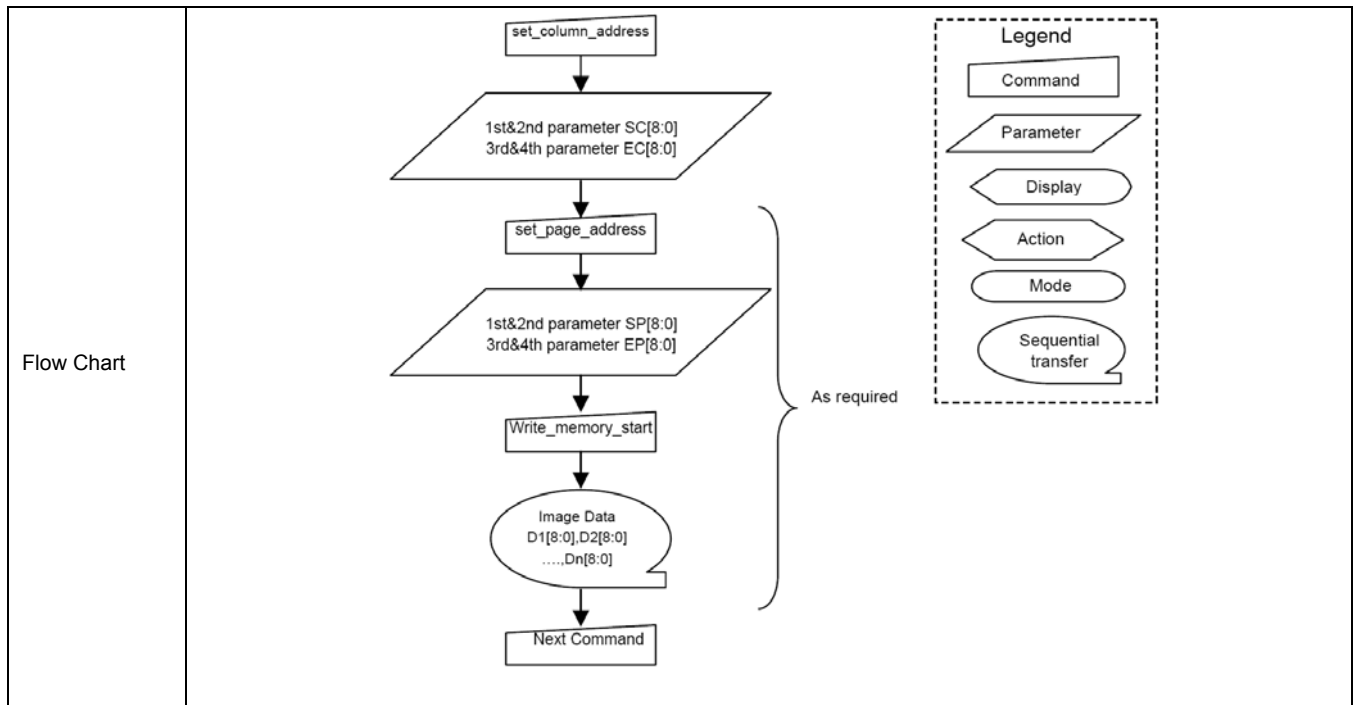 Flow Chart
set_column_address
1st&2nd parameter SC[8:0]
3rd&4th parameter EC[8:0]
set_page_address
1st&2nd parameter SP[8:0]
3rd&4th parameter EP[8:0]
Write_memory_start
Image Data
D1[8:0],D2[8:0]
....,Dn[8:0]
Next Command
As required
Legend
Command
Parameter
Display
Action
Mode
Sequential
transfer